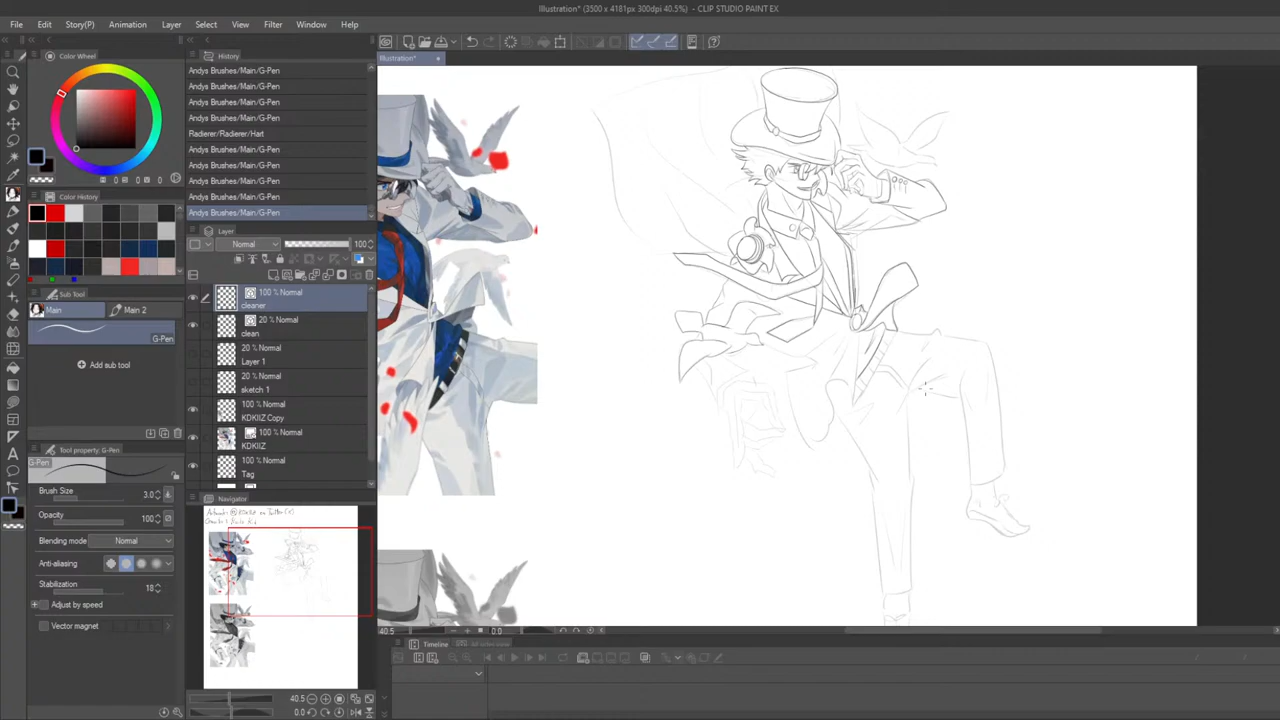 Illustration* (3500 x 4181px 300dpi 40.5%) - CLIP STUDIO PAINT EX
File Edit Story(P) Animation Layer Select View Filter Window Help
Color Wheel
History
Illustration*
Andys Brushes/Main/G-Pen
Andys Brushes/Main/G-Pen
Andys Brushes/Main/G-Pen
Andys Brushes/Main/G-Pen
Radierer/Radierer/Hart
Andys Brushes/Main/G-Pen
Andys Brushes/Main/G-Pen
Andys Brushes/Main/G-Pen
Andys Brushes/Main/G-Pen
Andys Brushes/Main/G-Pen
Color History
Layer
Normal
100
Sub Tool
Main
Main 2
G-Pen
Add sub tool
100 % Normal
cleaner
20 % Normal
clean
20 % Normal
Layer 1
20 % Normal
sketch 1
100 % Normal
KDKIIZ Copy
100 % Normal
KDKIIZ
100 % Normal
Tag
Tool property: G-Pen
G-Pen
Brush Size 3.0
Opacity 100
Blending mode Normal
Anti-aliasing
Stabilization 18
Adjust by speed
Vector magnet
Navigator
40.5
0.0
40.5
0.0
Timeline